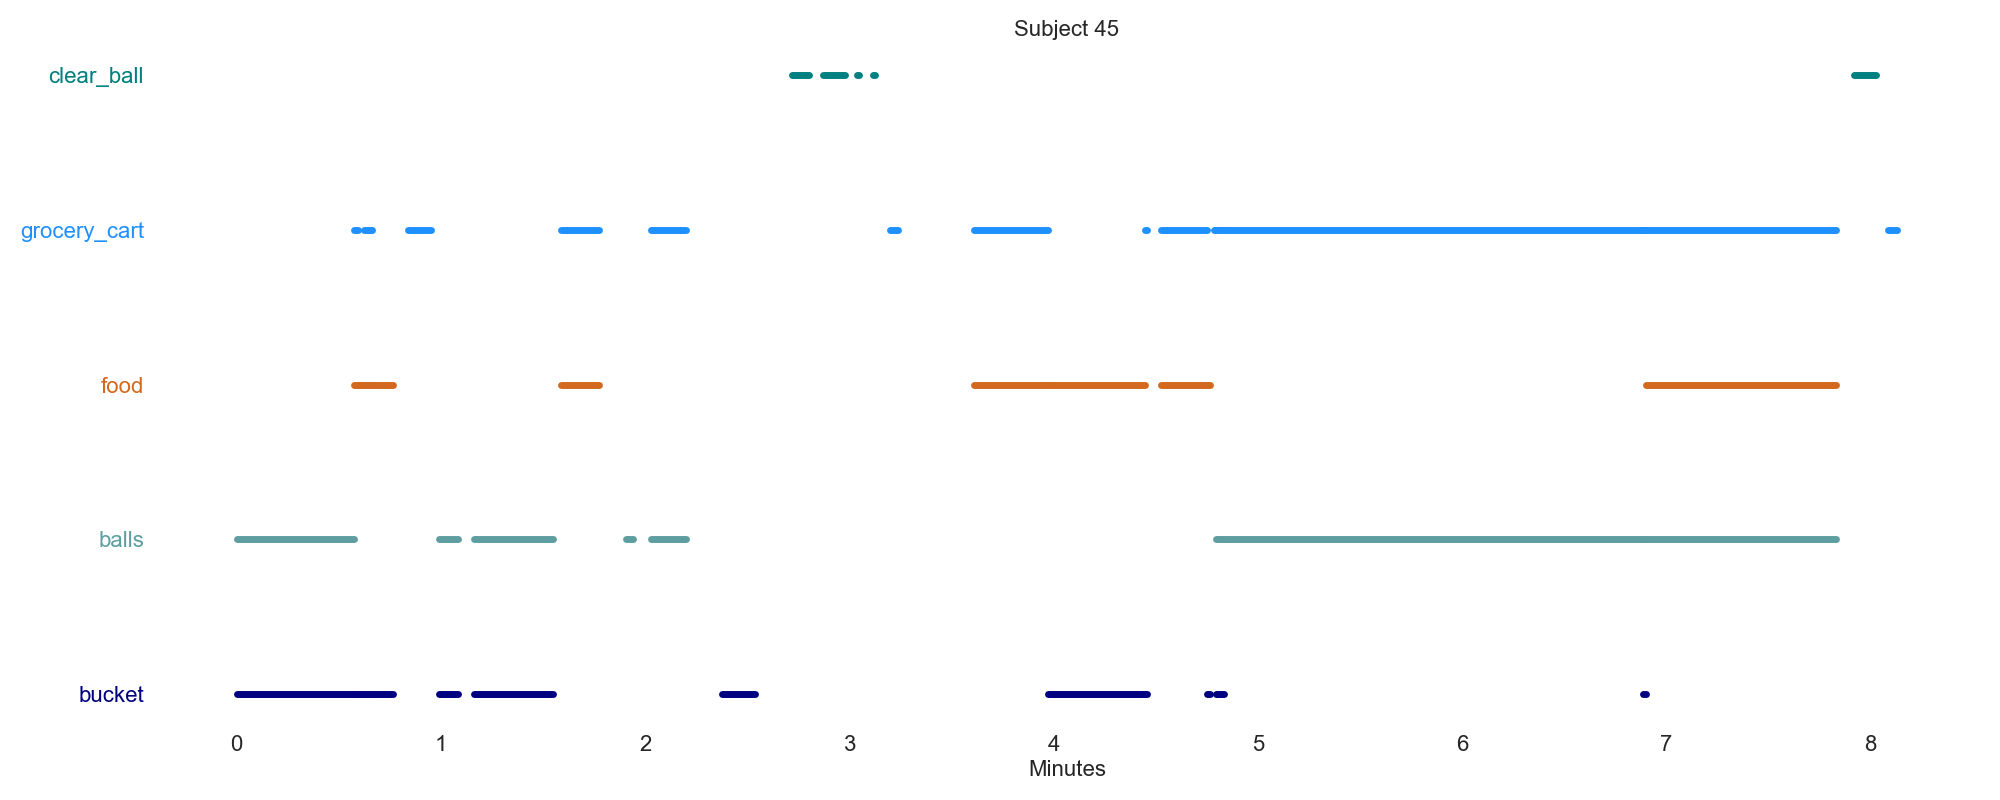 Subject 45
clear_ball
grocery_cart
food
balls
bucket
0 1 2 3 4 5 6 7 8
Minutes